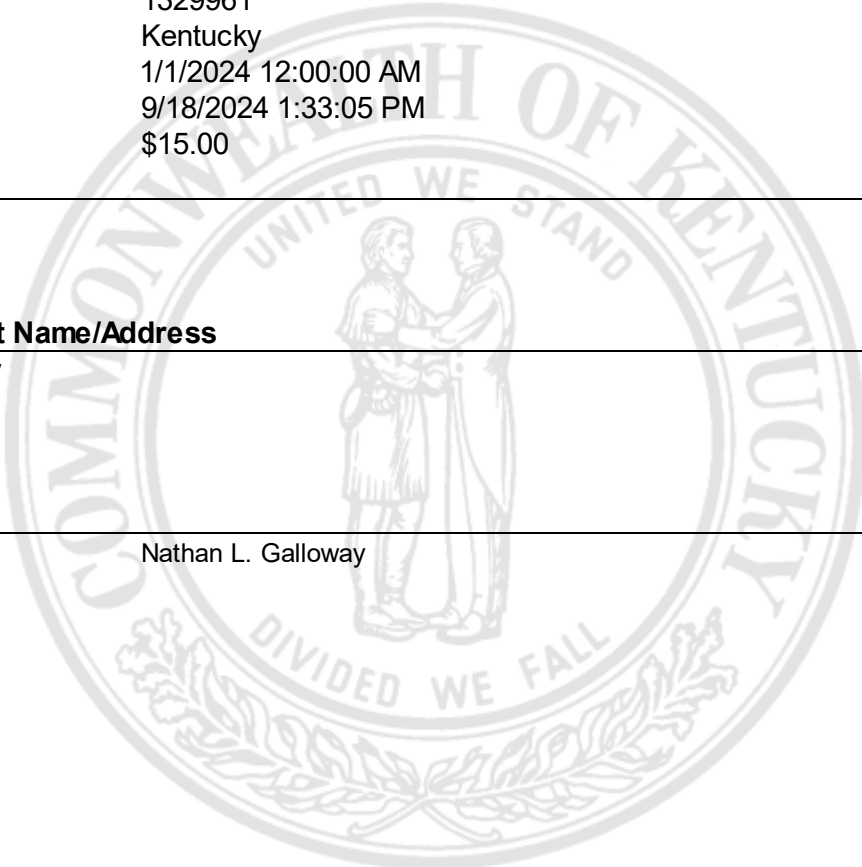 1329961
Kentucky
1/1/2024 12:00:00 AM
9/18/2024 1:33:05 PM
$15.00
t Name/Address
Nathan L. Galloway
COMMONWEALTH OF KENTUCKY
UNITED WE STAND
DIVIDED WE FALL